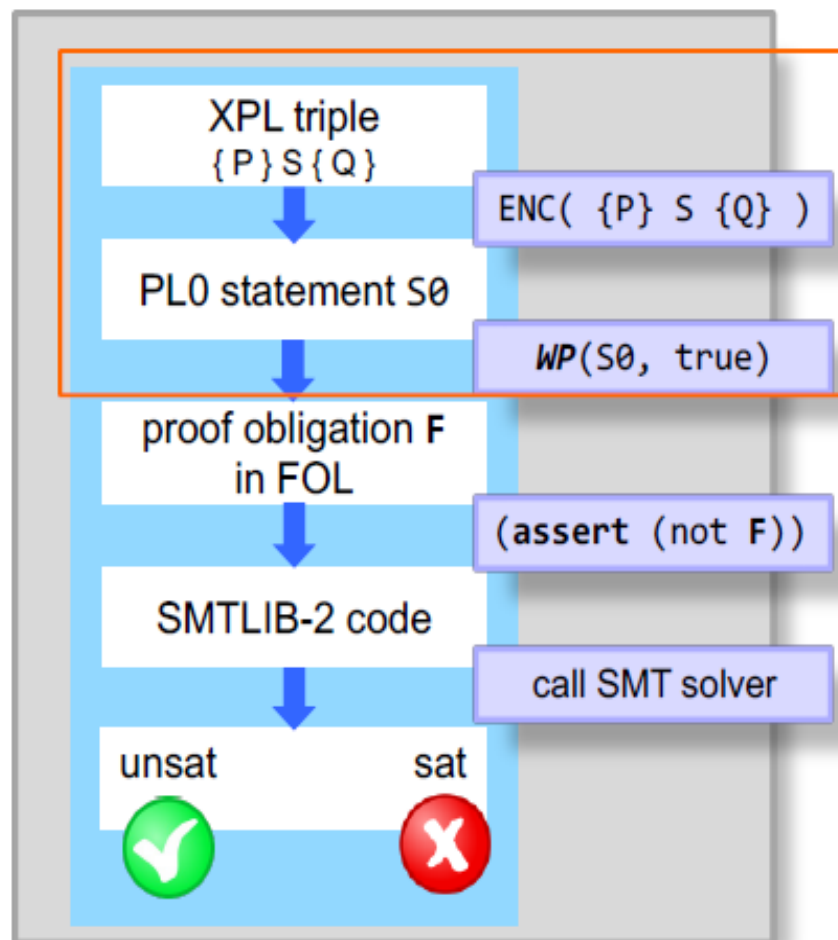 XPL triple
{ P } S { Q }
ENC( {P} S {Q} )
PL0 statement S0
WP(S0, true)
proof obligation F
in FOL
(assert (not F))
SMTLIB-2 code
call SMT solver
unsat sat